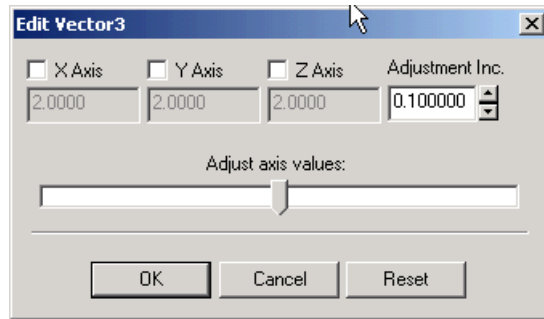 Edit Vector3
X Axis Y Axis Z Axis Adjustment Inc.
2.0000 2.0000 2.0000 0.100000
Adjust axis values:
OK Cancel Reset